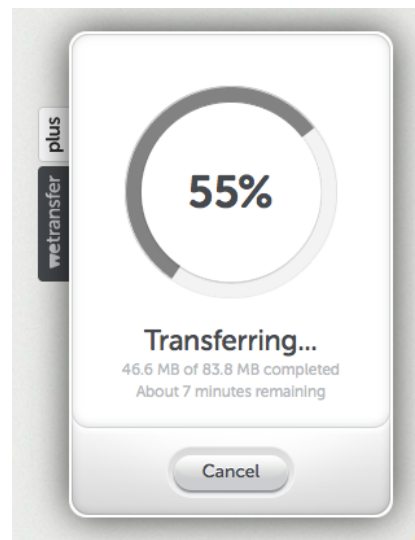 plus
wetransfer
55%
Transferring...
46.6 MB of 83.8 MB completed
About 7 minutes remaining
Cancel